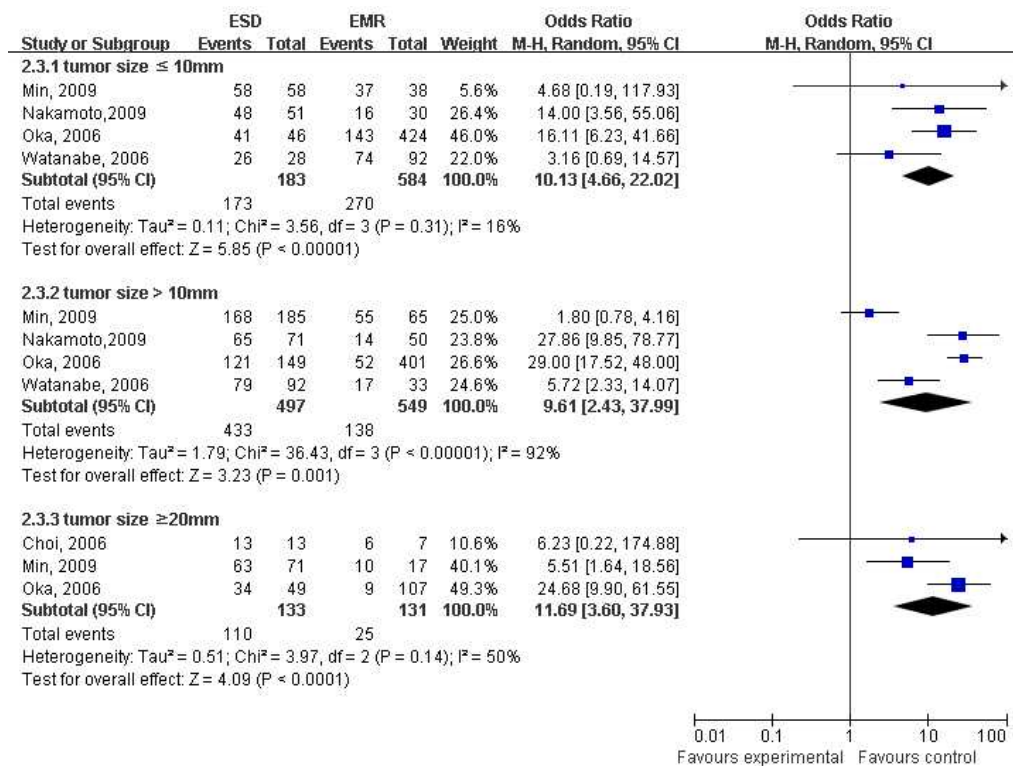 ESD EMR Odds Ratio Odds Ratio
Study or Subgroup Events Total Events Total Weight M-H, Random, 95% CI M-H, Random, 95% CI
2.3.1 tumor size ≤ 10mm
Min, 2009 58 58 37 38 5.6% 4.68 [0.19, 117.93]
Nakamoto,2009 48 51 16 30 26.4% 14.00 [3.56, 55.06]
Oka, 2006 41 46 143 424 46.0% 16.11 [6.23, 41.66]
Watanabe, 2006 26 28 74 92 22.0% 3.16 [0.69, 14.57]
Subtotal (95% CI) 183 584 100.0% 10.13 [4.66, 22.02]
Total events 173 270
Heterogeneity: Tau² = 0.11; Chi² = 3.56, df = 3 (P = 0.31); I² = 16%
Test for overall effect: Z = 5.85 (P < 0.00001)
2.3.2 tumor size > 10mm
Min, 2009 168 185 55 65 25.0% 1.80 [0.78, 4.16]
Nakamoto,2009 65 71 14 50 23.8% 27.86 [9.85, 78.77]
Oka, 2006 121 149 52 401 26.6% 29.00 [17.52, 48.00]
Watanabe, 2006 79 92 17 33 24.6% 5.72 [2.33, 14.07]
Subtotal (95% CI) 497 549 100.0% 9.61 [2.43, 37.99]
Total events 433 138
Heterogeneity: Tau² = 1.79; Chi² = 36.43, df = 3 (P < 0.00001); I² = 92%
Test for overall effect: Z = 3.23 (P = 0.001)
2.3.3 tumor size ≥20mm
Choi, 2006 13 13 6 7 10.6% 6.23 [0.22, 174.88]
Min, 2009 63 71 10 17 40.1% 5.51 [1.64, 18.56]
Oka, 2006 34 49 9 107 49.3% 24.68 [9.90, 61.55]
Subtotal (95% CI) 133 131 100.0% 11.69 [3.60, 37.93]
Total events 110 25
Heterogeneity: Tau² = 0.51; Chi² = 3.97, df = 2 (P = 0.14); I² = 50%
Test for overall effect: Z = 4.09 (P < 0.0001)
0.01 0.1 1 10 100
Favours experimental Favours control